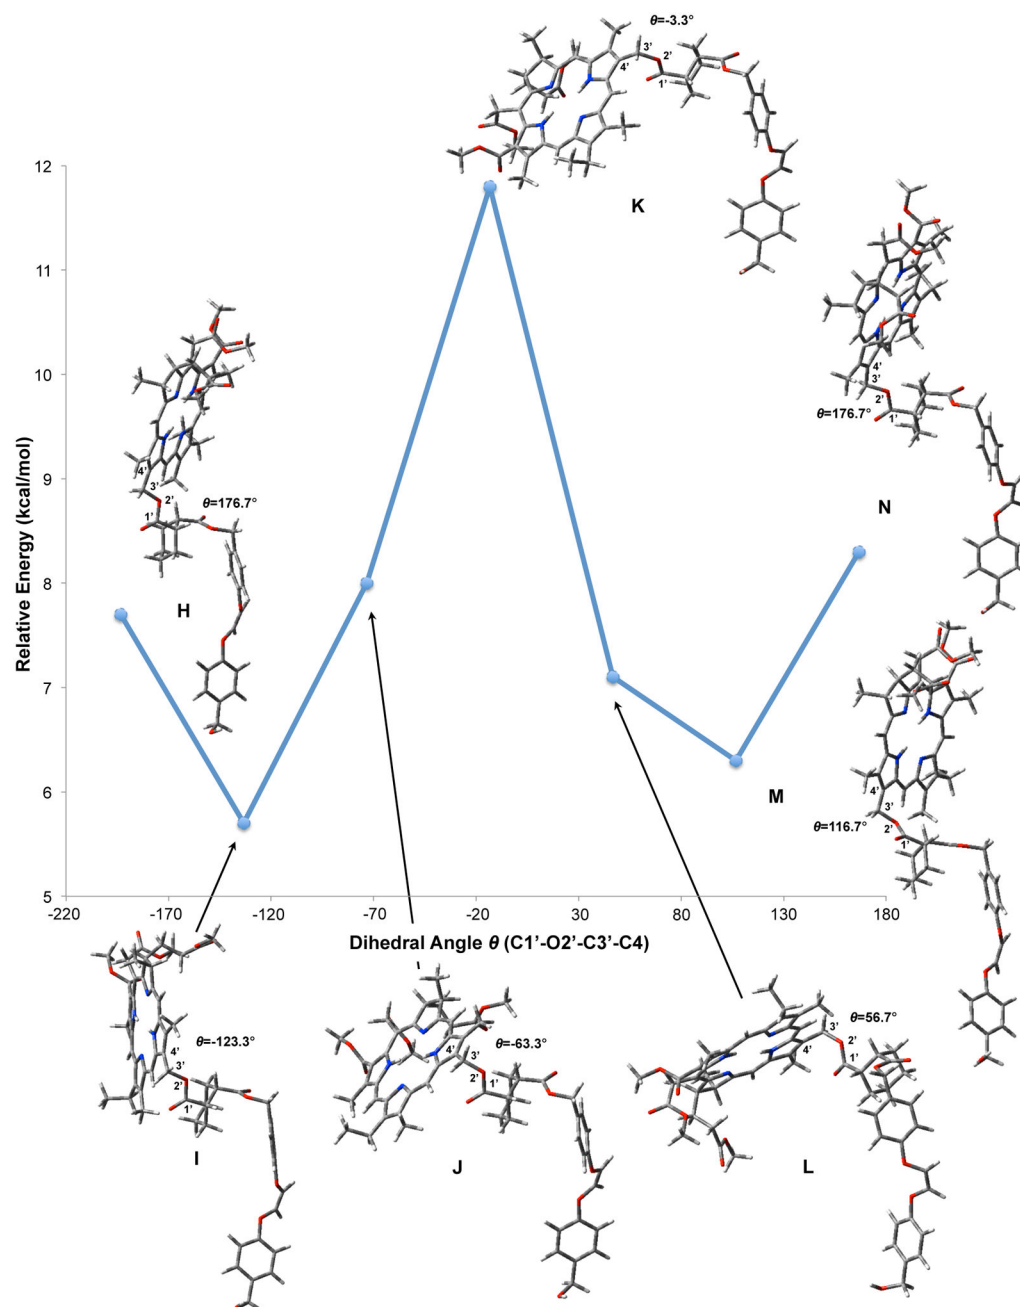 θ=-3.3°
3'
2'
4'
1'
K
12
11
10
9
8
7
6
5
Relative Energy (kcal/mol)
-220
-170
-120
-70
-20
30
80
130
180
Dihedral Angle θ (C1'-O2'-C3'-C4)
4'
3'
2'
1'
θ=176.7°
H
4'
3'
2'
1'
θ=176.7°
N
4'
3'
2'
1'
θ=116.7°
M
θ=-123.3°
4'
3'
2'
1'
I
θ=-63.3°
4'
3'
2'
1'
J
θ=56.7°
3'
2'
4'
1'
L